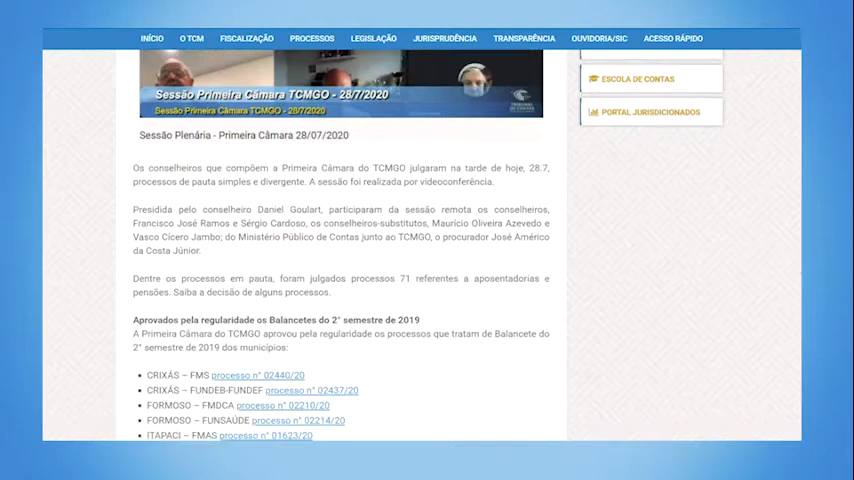 INÍCIO O TCM FISCALIZAÇÃO PROCESSOS LEGISLAÇÃO JURISPRUDÊNCIA TRANSPARÊNCIA OUVIDORIA/SIC ACESSO RÁPIDO
Sessão Primeira Câmara TCMGO - 28/7/2020
Sessão Primeira Câmara TCMGO - 28/7/2020
TRIBUNAL DE CONTAS
ESCOLA DE CONTAS
PORTAL JURISDICIONADOS
Sessão Plenária - Primeira Câmara 28/07/2020
Os conselheiros que compõem a Primeira Câmara do TCMGO julgaram na tarde de hoje, 28.7,
processos de pauta simples e divergente. A sessão foi realizada por videoconferência.
Presidida pelo conselheiro Daniel Goulart, participaram da sessão remota os conselheiros,
Francisco José Ramos e Sérgio Cardoso, os conselheiros-substitutos, Maurício Oliveira Azevedo e
Vasco Cícero Jambo; do Ministério Público de Contas junto ao TCMGO, o procurador José Américo
da Costa Júnior.
Dentre os processos em pauta, foram julgados processos 71 referentes a aposentadorias e
pensões. Saiba a decisão de alguns processos.
Aprovados pela regularidade os Balancetes do 2° semestre de 2019
A Primeira Câmara do TCMGO aprovou pela regularidade os processos que tratam de Balancete do
2° semestre de 2019 dos municípios:
• CRIXÁS – FMS processo n° 02440/20
• CRIXÁS – FUNDEB-FUNDEF processo n° 02437/20
• FORMOSO – FMDCA processo n° 02210/20
• FORMOSO – FUNSAÚDE processo n° 02214/20
• ITAPACI – FMAS processo n° 01623/20